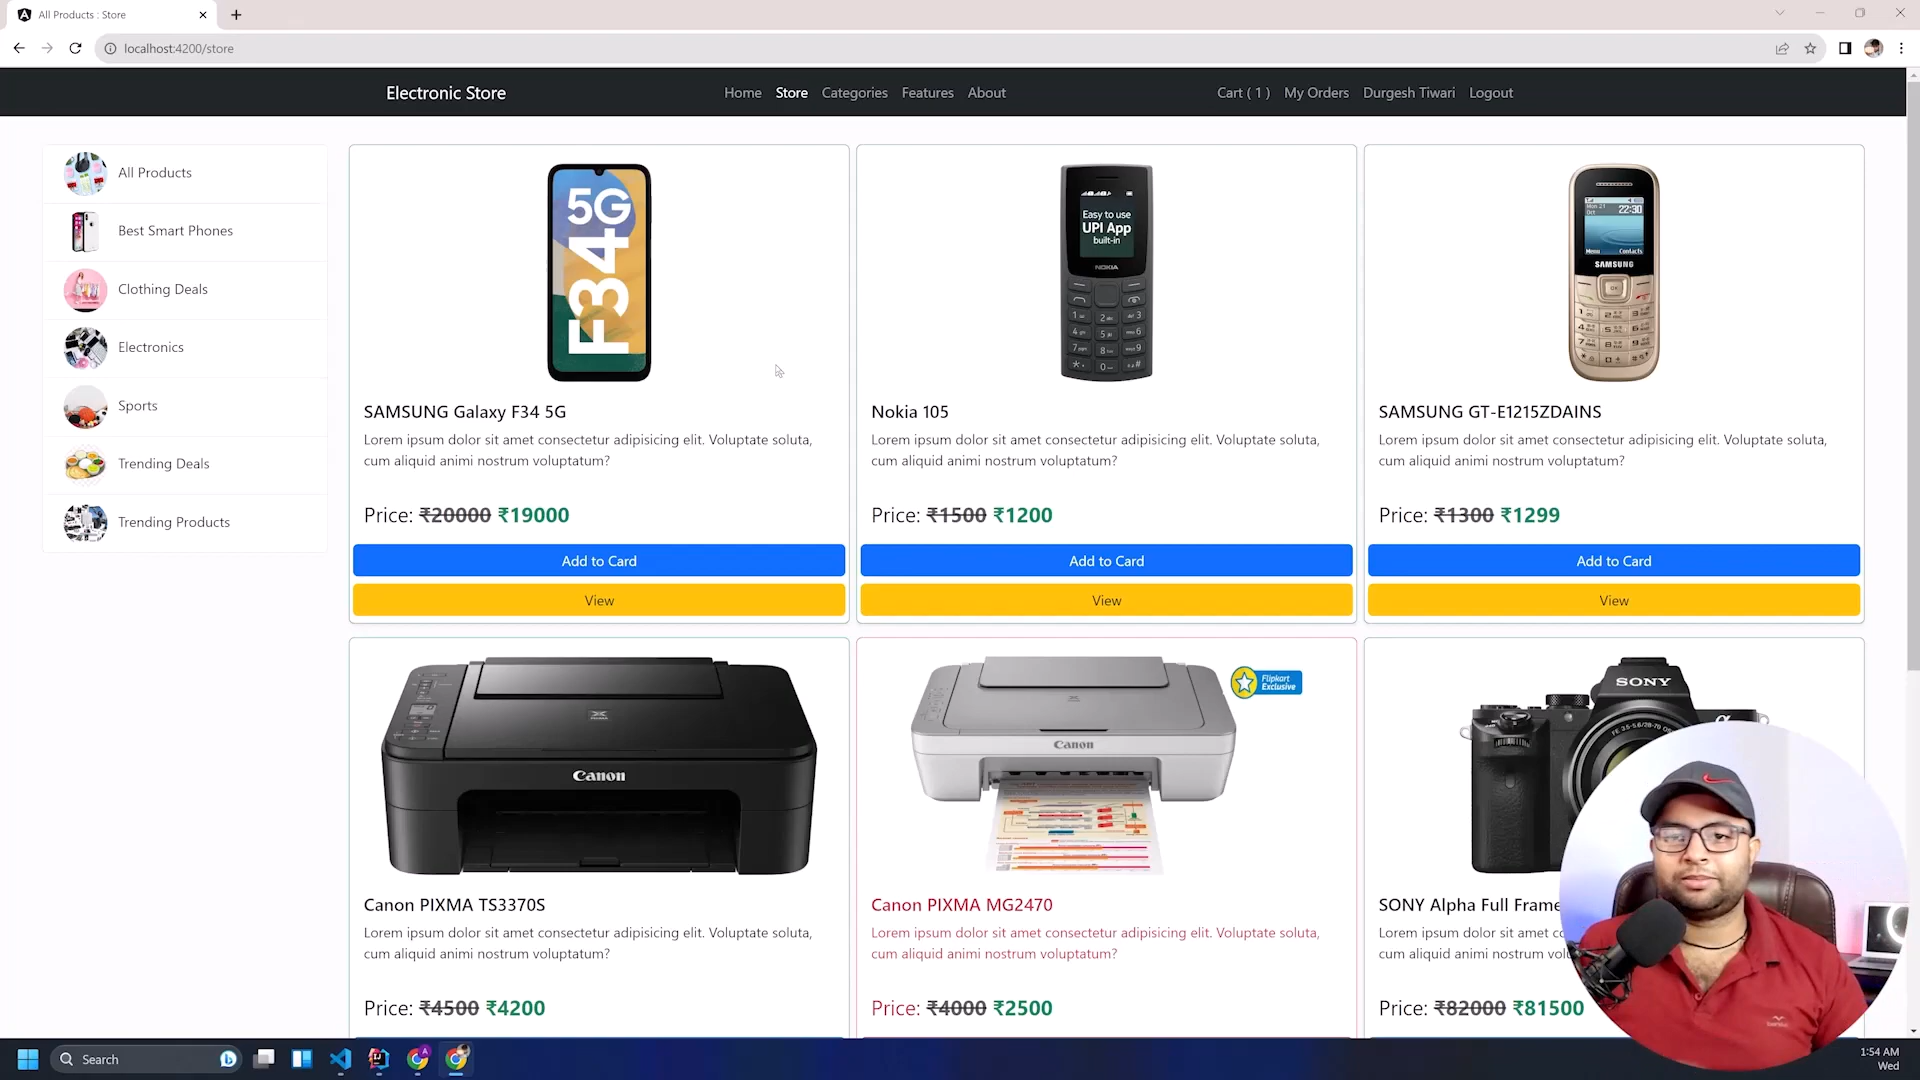 All Products : Store
localhost:4200/store
Electronic Store
Home Store Categories Features About
Cart ( 1 ) My Orders Durgesh Tiwari Logout
All Products
Best Smart Phones
Clothing Deals
Electronics
Sports
Trending Deals
Trending Products
5G
F34
SAMSUNG Galaxy F34 5G
Lorem ipsum dolor sit amet consectetur adipisicing elit. Voluptate soluta,
cum aliquid animi nostrum voluptatum?
Price: ₹20000 ₹19000
Add to Card
View
Easy to use
UPI App
built-in
NOKIA
Nokia 105
Lorem ipsum dolor sit amet consectetur adipisicing elit. Voluptate soluta,
cum aliquid animi nostrum voluptatum?
Price: ₹1500 ₹1200
Add to Card
View
Mon 21
Oct
22:30
Menu Contacts
SAMSUNG
SAMSUNG GT-E1215ZDAINS
Lorem ipsum dolor sit amet consectetur adipisicing elit. Voluptate soluta,
cum aliquid animi nostrum voluptatum?
Price: ₹1300 ₹1299
Add to Card
View
Canon
Canon PIXMA TS3370S
Lorem ipsum dolor sit amet consectetur adipisicing elit. Voluptate soluta,
cum aliquid animi nostrum voluptatum?
Price: ₹4500 ₹4200
Flipkart
Exclusive
Canon
Canon PIXMA MG2470
Lorem ipsum dolor sit amet consectetur adipisicing elit. Voluptate soluta,
cum aliquid animi nostrum voluptatum?
Price: ₹4000 ₹2500
SONY
α
SONY Alpha Full Frame
Lorem ipsum dolor sit amet
cum aliquid animi nostrum
Price: ₹82000 ₹81500
Search
1:54 AM
Wed